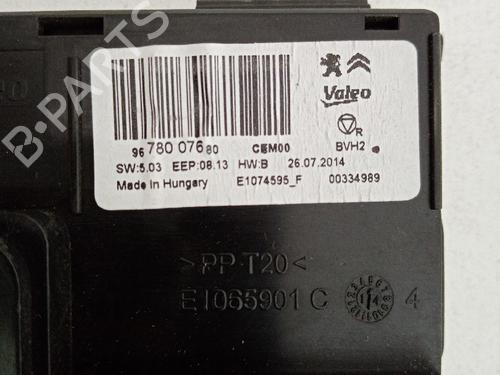 B-PARTS
Valeo
96 780 076 80 CEM00
R
BVH2
SW:5.03 EEP:08.13 HW:B 26.07.2014
Made in Hungary E1074595_F 00334989
>PP-T20<
E1065901 C 4